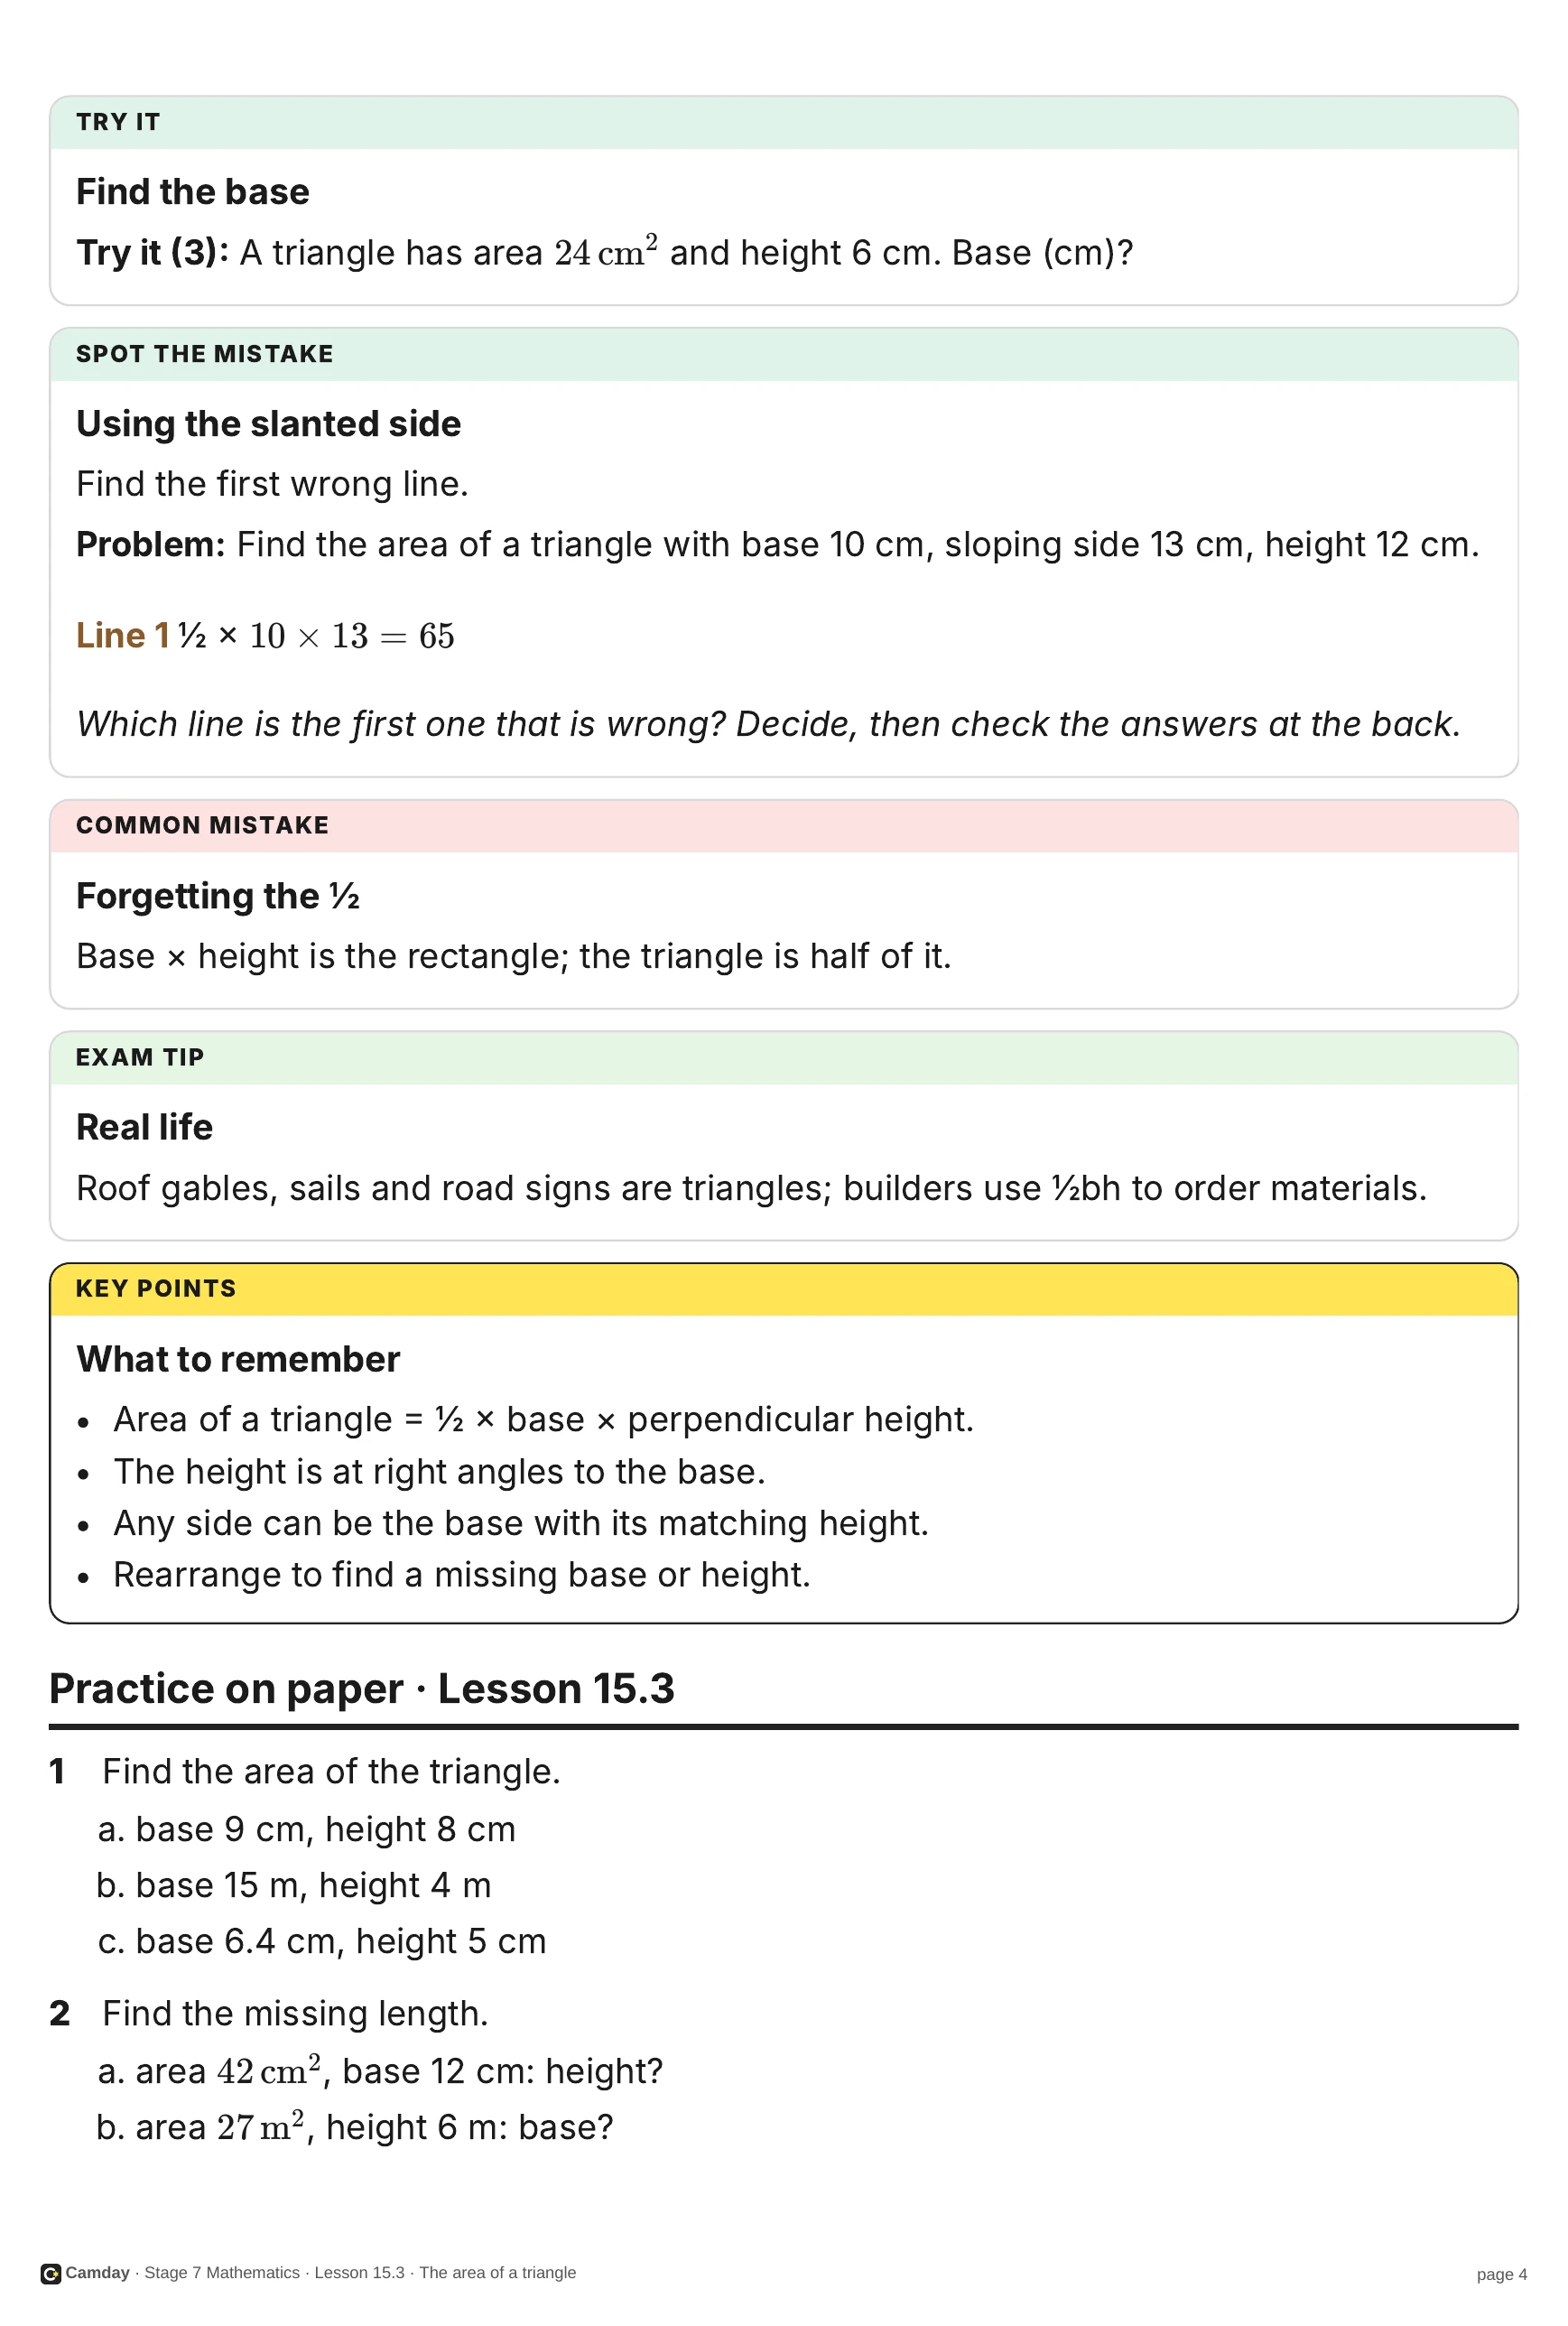 TRY IT
Find the base
Try it (3): A triangle has area 24 cm² and height 6 cm. Base (cm)?
SPOT THE MISTAKE
Using the slanted side
Find the first wrong line.
Problem: Find the area of a triangle with base 10 cm, sloping side 13 cm, height 12 cm.
Line 1 ½ × 10 × 13 = 65
Which line is the first one that is wrong? Decide, then check the answers at the back.
COMMON MISTAKE
Forgetting the ½
Base × height is the rectangle; the triangle is half of it.
EXAM TIP
Real life
Roof gables, sails and road signs are triangles; builders use ½bh to order materials.
KEY POINTS
What to remember
• Area of a triangle = ½ × base × perpendicular height.
• The height is at right angles to the base.
• Any side can be the base with its matching height.
• Rearrange to find a missing base or height.
Practice on paper · Lesson 15.3
1 Find the area of the triangle.
a. base 9 cm, height 8 cm
b. base 15 m, height 4 m
c. base 6.4 cm, height 5 cm
2 Find the missing length.
a. area 42 cm², base 12 cm: height?
b. area 27 m², height 6 m: base?
Camday · Stage 7 Mathematics · Lesson 15.3 · The area of a triangle
page 4